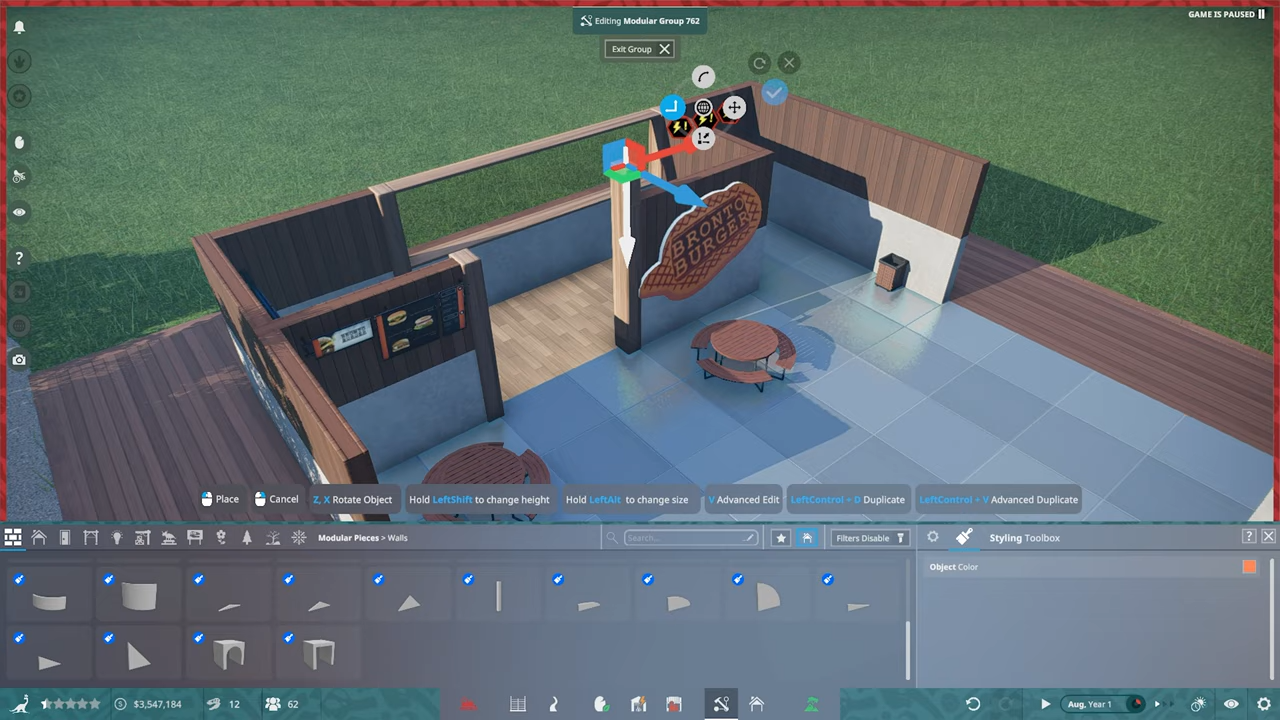 Editing Modular Group 762
GAME IS PAUSED
Exit Group
BRONTO
BURGER
Place
Cancel
Z, X Rotate Object
Hold LeftShift to change height
Hold LeftAlt to change size
V Advanced Edit
LeftControl + D Duplicate
LeftControl + V Advanced Duplicate
Modular Pieces > Walls
Search...
Filters Disable
Styling Toolbox
?
Object Color
$3,547,184
12
62
Aug, Year 1